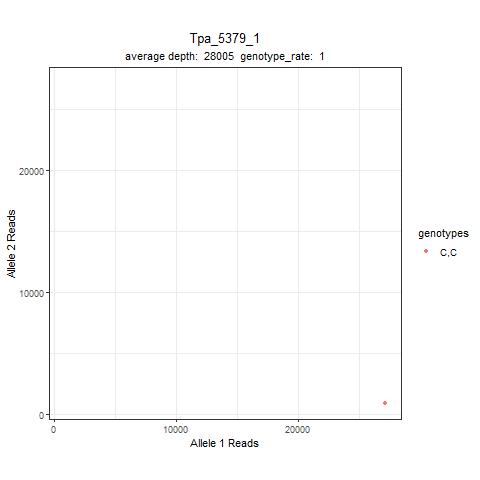 Tpa_5379_1
average depth: 28005 genotype_rate: 1
Allele 2 Reads
20000
10000
0
0 10000 20000
Allele 1 Reads
genotypes
C,C